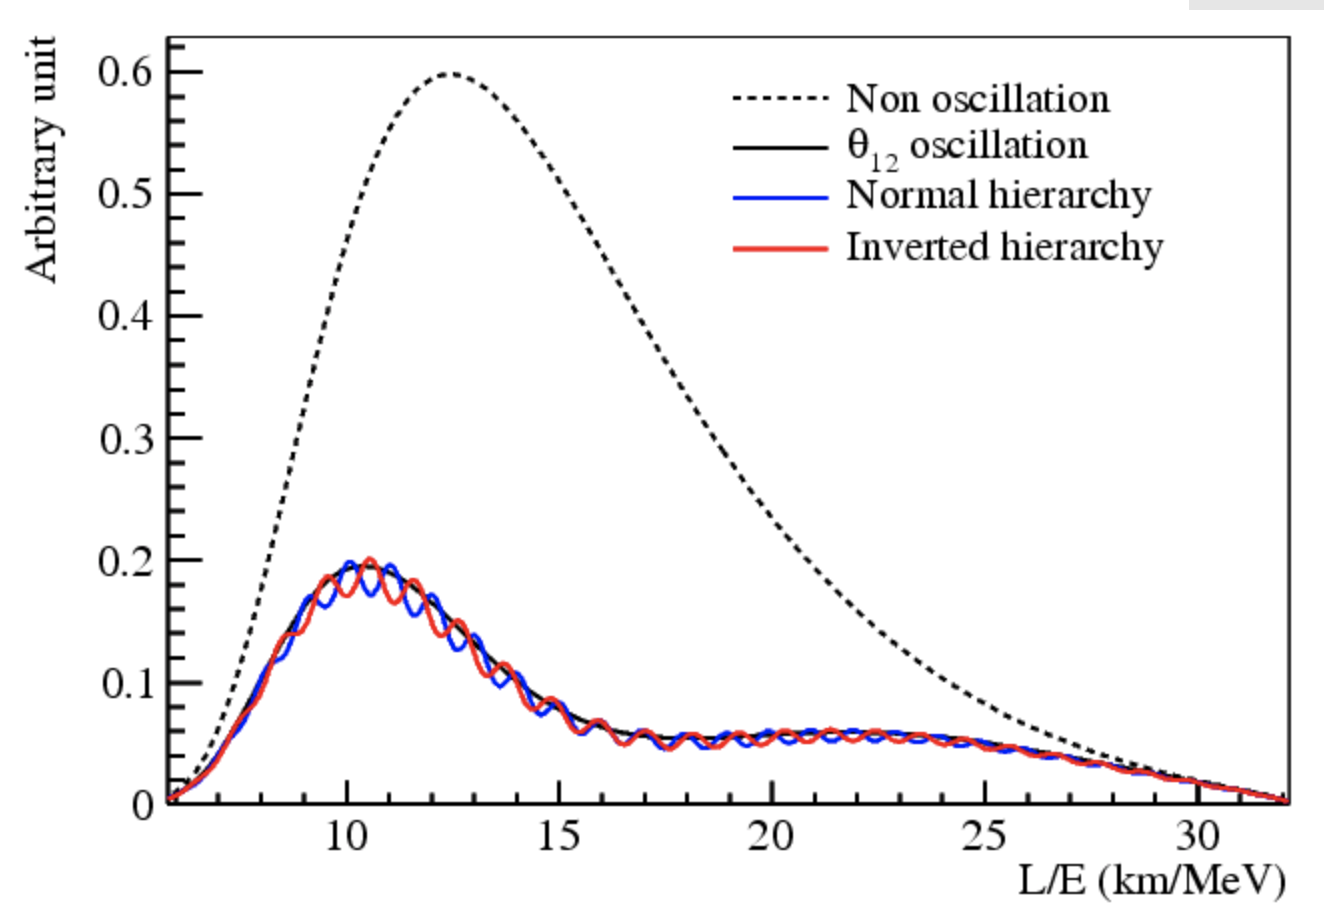 Arbitrary unit
0.6
0.5
0.4
0.3
0.2
0.1
0
Non oscillation
θ12 oscillation
Normal hierarchy
Inverted hierarchy
10 15 20 25 30
L/E (km/MeV)